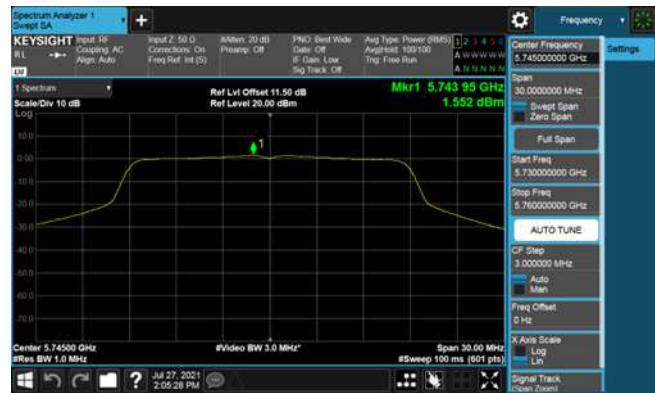 Spectrum Analyzer 1
Swept SA
Frequency
KEYSIGHT
RL
Input: RF
Coupling: AC
Align: Auto
Input Z: 50 Ω
Corrections: On
Freq Ref: Int (S)
#Atten: 20 dB
Preamp: Off
PNO: Best Wide
Gate: Off
IF Gain: Low
Sig Track: Off
Avg Type: Power (RMS)
Avg|Hold: 100/100
Trig: Free Run
1 2 3 4 5 6
A W W W W W
A N N N N N
1 Spectrum
Scale/Div 10 dB
Log
Ref Lvl Offset 11.50 dB
Ref Level 20.00 dBm
Mkr1 5.743 95 GHz
1.552 dBm
1
10.0
0.00
-10.0
-20.0
-30.0
-40.0
-50.0
-60.0
-70.0
Center 5.74500 GHz
#Res BW 1.0 MHz
#Video BW 3.0 MHz*
Span 30.00 MHz
#Sweep 100 ms (601 pts)
Jul 27, 2021
2:05:28 PM
?
Center Frequency
5.745000000 GHz
Settings
Span
30.0000000 MHz
Swept Span
Zero Span
Full Span
Start Freq
5.730000000 GHz
Stop Freq
5.760000000 GHz
AUTO TUNE
CF Step
3.000000 MHz
Auto
Man
Freq Offset
0 Hz
X Axis Scale
Log
Lin
Signal Track
(Span Zoom)